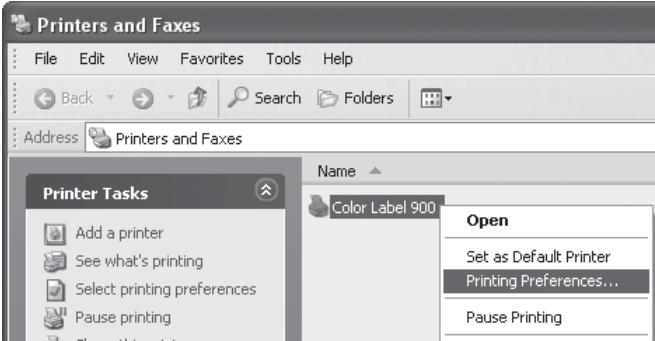 Printers and Faxes
File Edit View Favorites Tools Help
Back Search Folders
Address Printers and Faxes
Name
Printer Tasks
Add a printer
See what's printing
Select printing preferences
Pause printing
Color Label 900
Open
Set as Default Printer
Printing Preferences...
Pause Printing